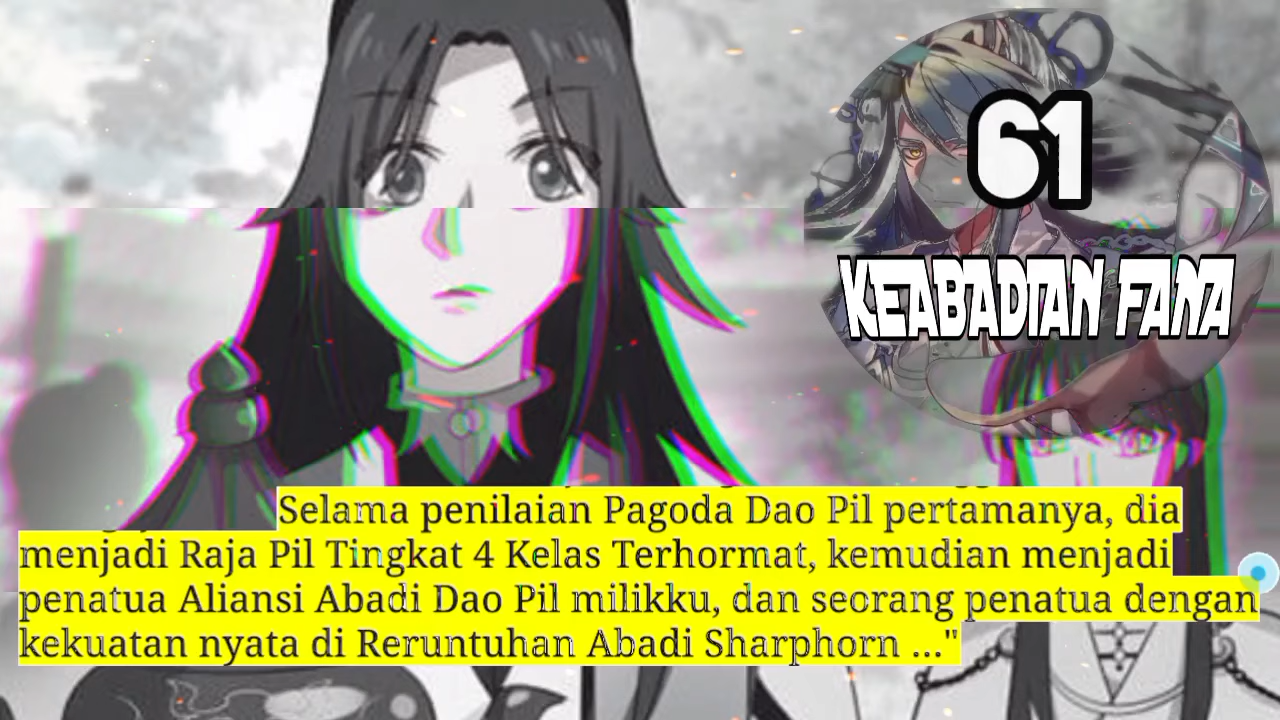 61
KEABADIAN FANA
Selama penilaian Pagoda Dao Pil pertamanya, dia
menjadi Raja Pil Tingkat 4 Kelas Terhormat, kemudian menjadi
penatua Aliansi Abadi Dao Pil milikku, dan seorang penatua dengan
kekuatan nyata di Reruntuhan Abadi Sharphorn ..."